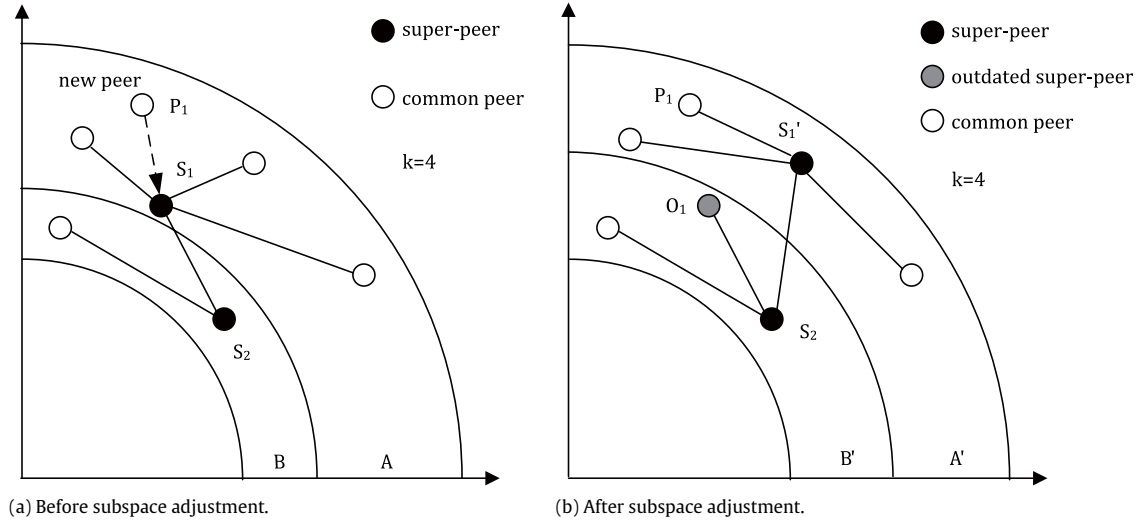 super-peer
new peer
common peer
P₁
S₁
k=4
S₂
B
A
(a) Before subspace adjustment.
super-peer
outdated super-peer
P₁
common peer
S₁'
k=4
O₁
S₂
B'
A'
(b) After subspace adjustment.